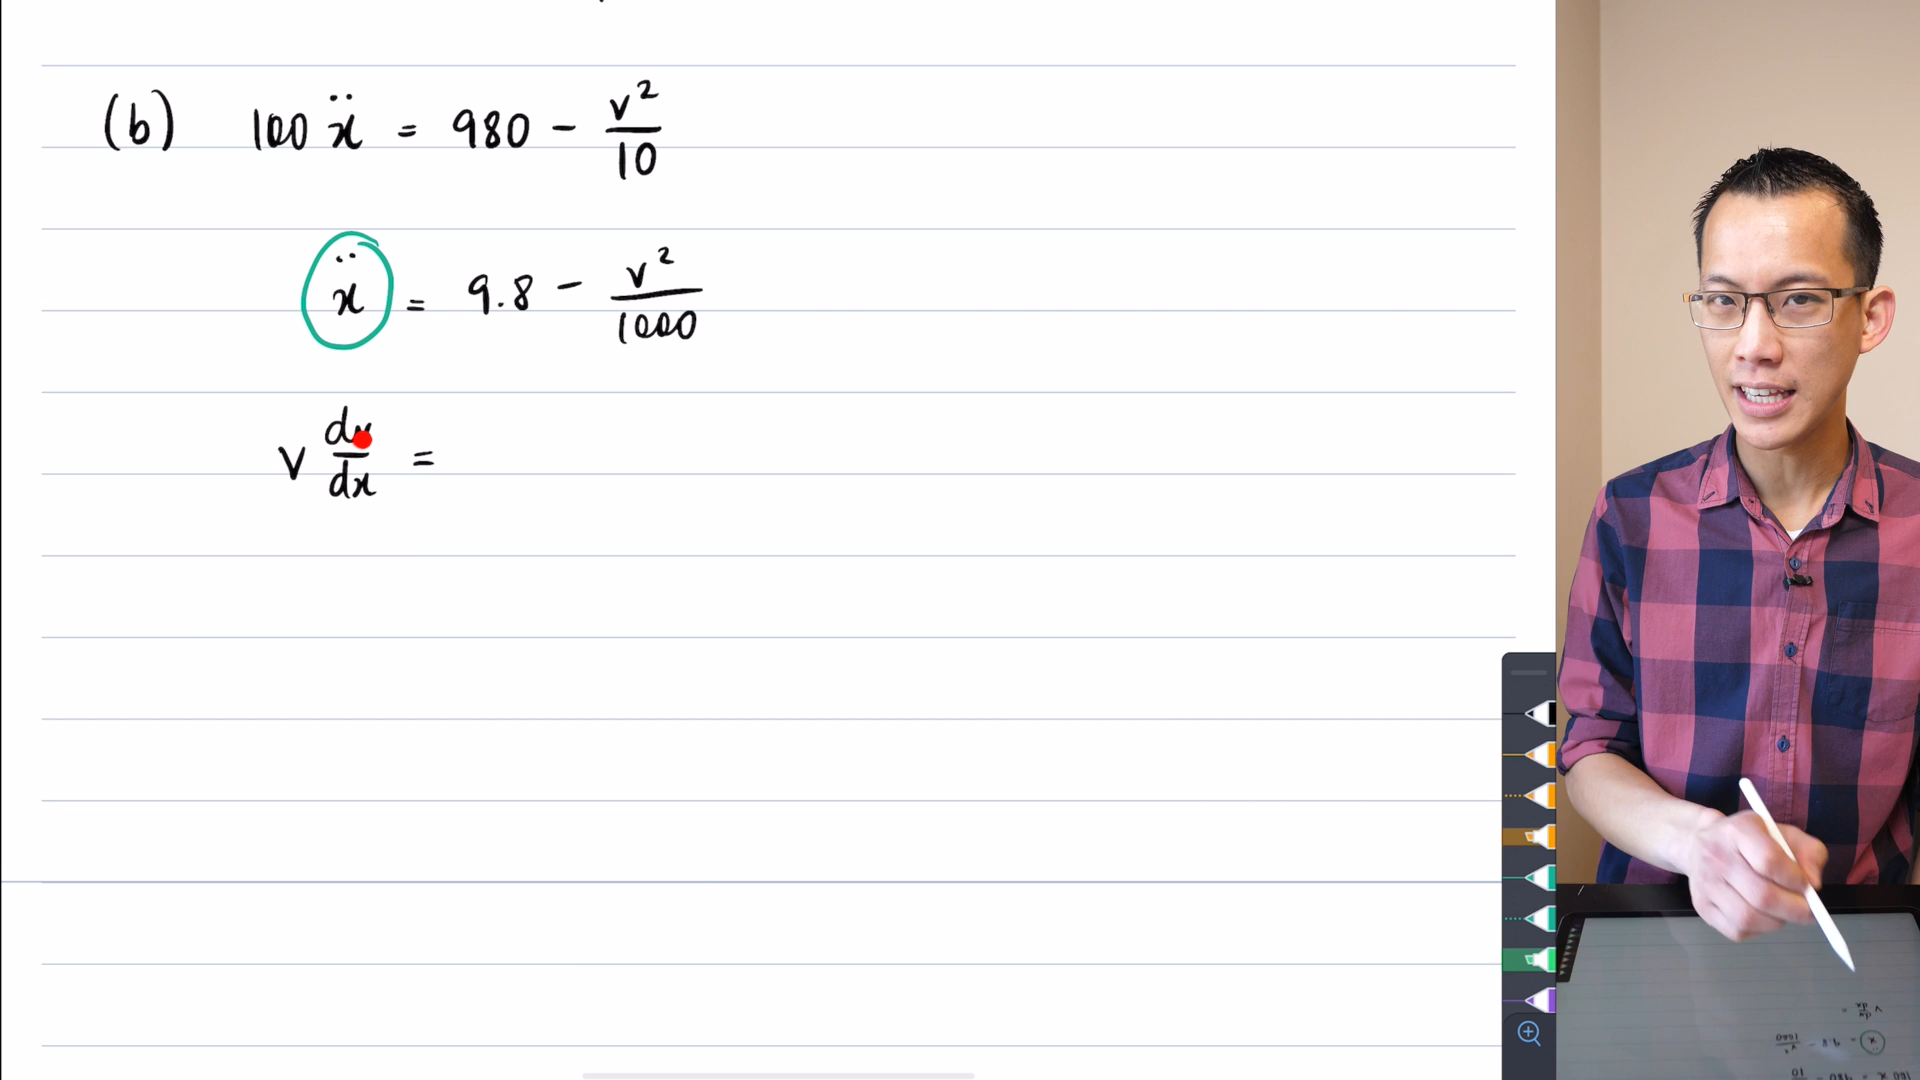 (b) 100 ẍ = 980 - v²/10
ẍ = 9.8 - v²/1000
v dv/dx =